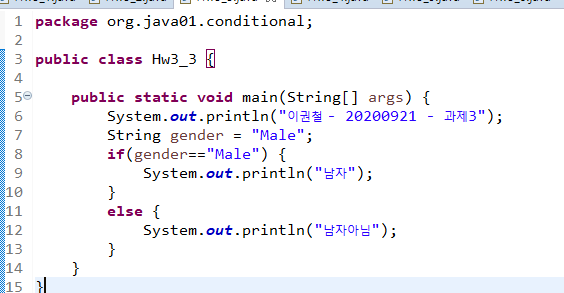 1 package org.java01.conditional;
2
3 public class Hw3_3 {
4
5 public static void main(String[] args) {
6 System.out.println("이권철 - 20200921 - 과제3");
7 String gender = "Male";
8 if(gender=="Male") {
9 System.out.println("남자");
10 }
11 else {
12 System.out.println("남자아님");
13 }
14 }
15 }